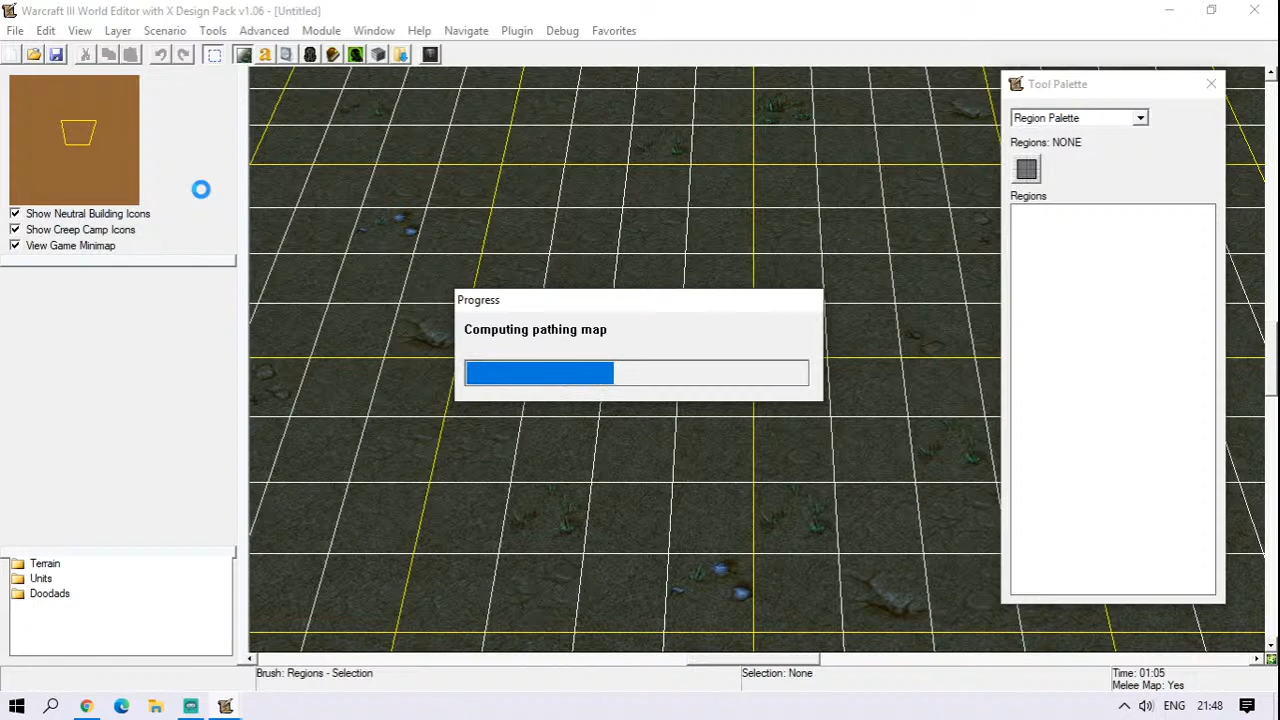 Warcraft III World Editor with X Design Pack v1.06 - [Untitled]
File Edit View Layer Scenario Tools Advanced Module Window Help Navigate Plugin Debug Favorites
Tool Palette
Region Palette
Regions: NONE
Regions
Show Neutral Building Icons
Show Creep Camp Icons
View Game Minimap
Progress
Computing pathing map
Terrain
Units
Doodads
Brush: Regions - Selection
Selection: None
Time: 01:05
Melee Map: Yes
ENG
21:48